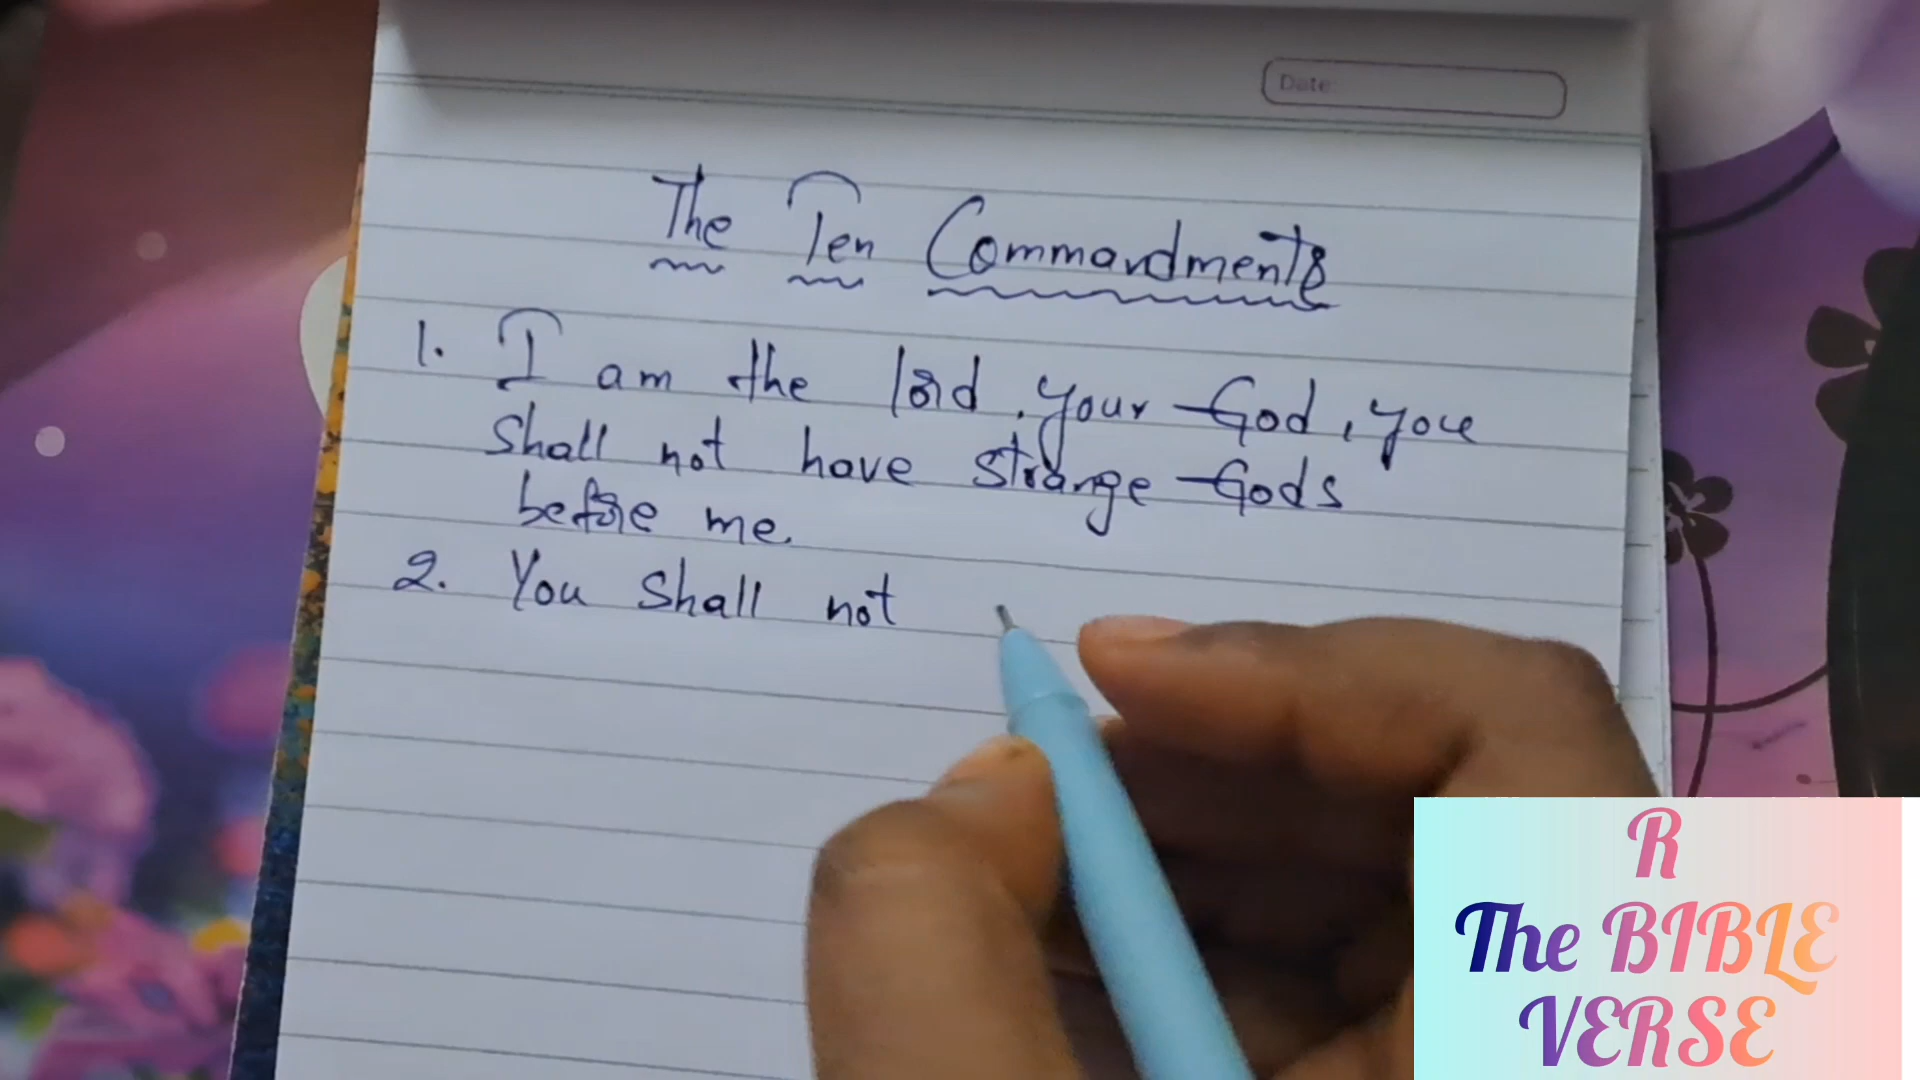 Date:
The Ten Commandments
1. I am the lord, your God, you
Shall not have strange Gods
before me.
2. You Shall not
R
The BIBLE
VERSE